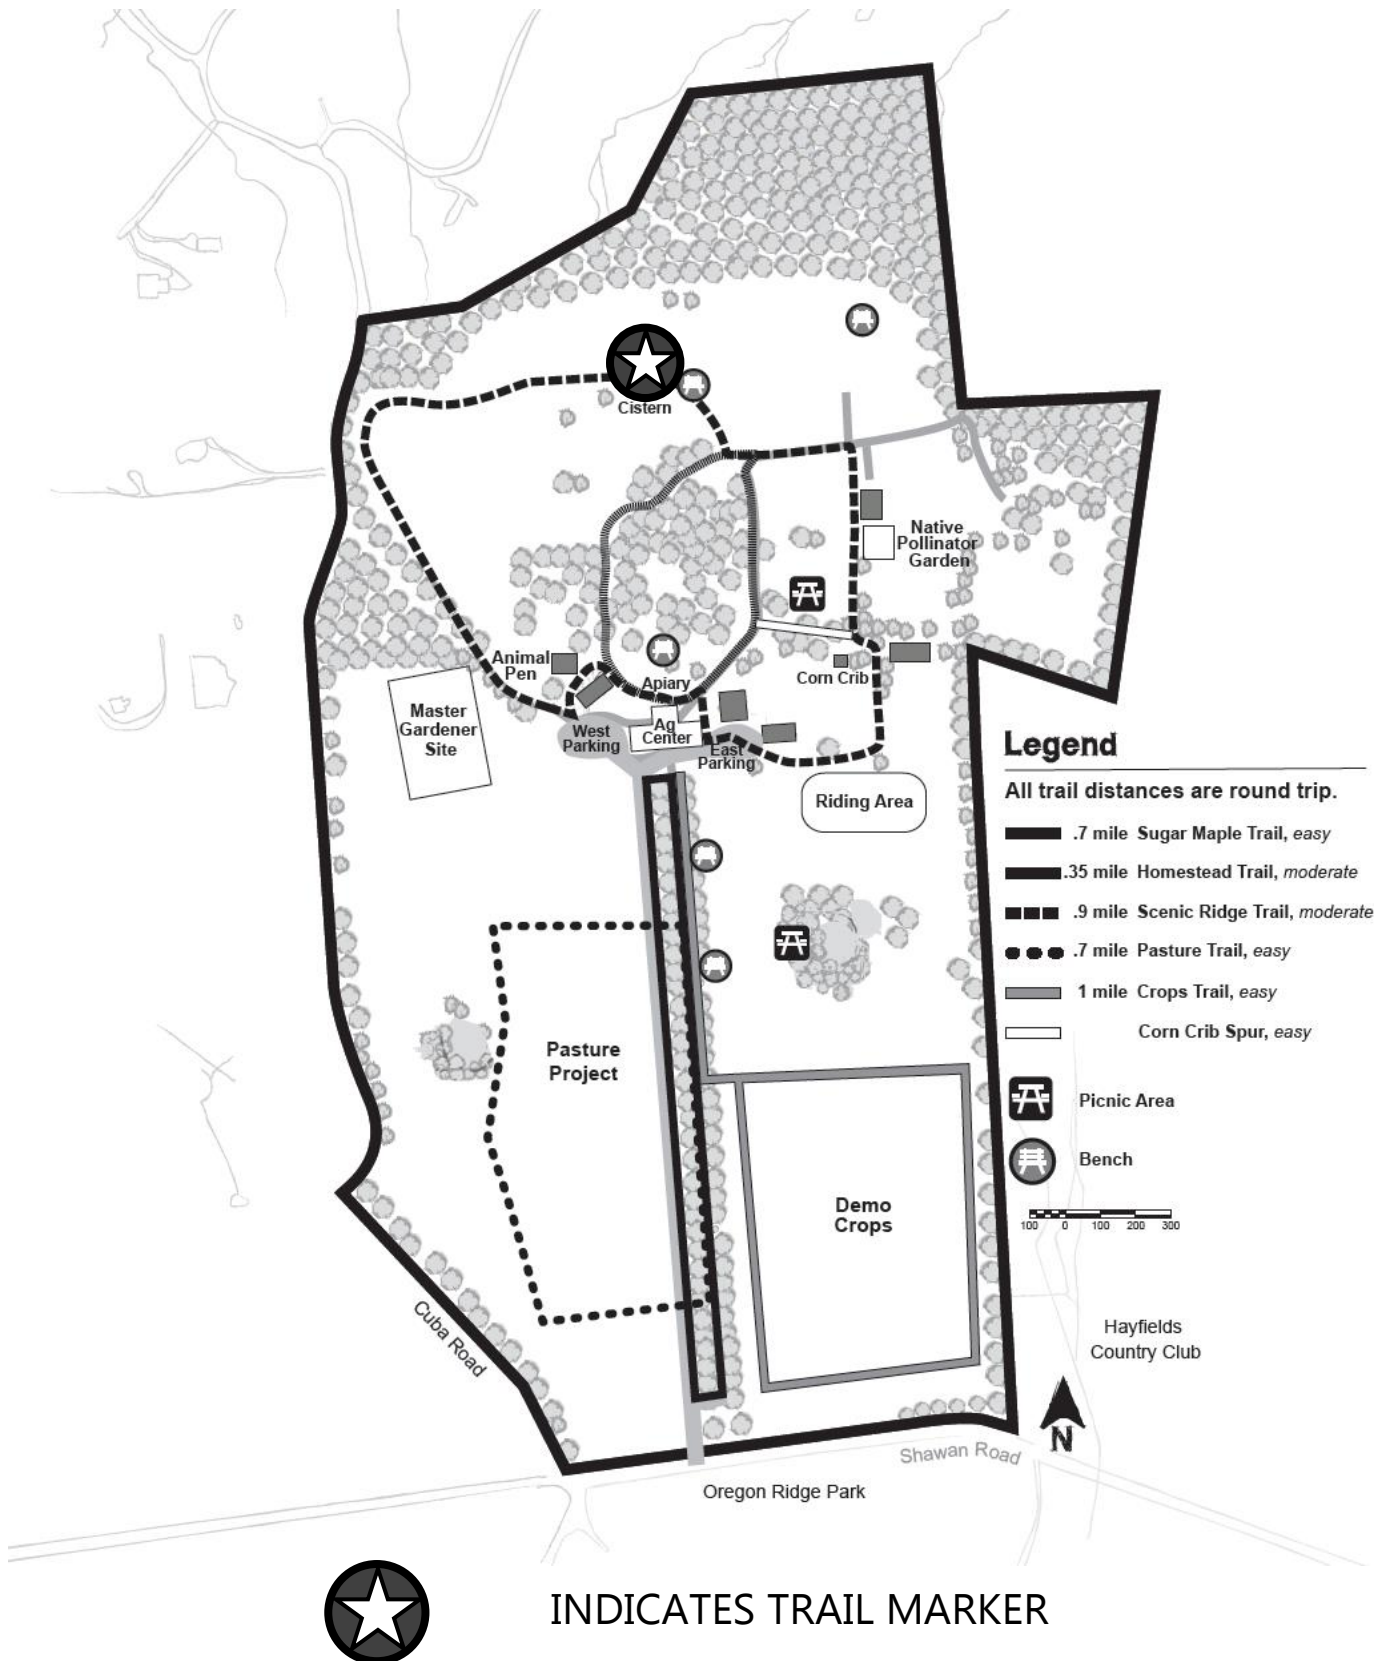 Cistern
Native
Pollinator
Garden
Animal
Pen
Apiary
Corn Crib
Master
Gardener
Site
West
Parking
Ag
Center
East
Parking
Riding Area
Legend
All trail distances are round trip.
.7 mile Sugar Maple Trail, easy
.35 mile Homestead Trail, moderate
.9 mile Scenic Ridge Trail, moderate
.7 mile Pasture Trail, easy
1 mile Crops Trail, easy
Corn Crib Spur, easy
Picnic Area
Bench
100 0 100 200 300
Pasture
Project
Demo
Crops
Cuba Road
Hayfields
Country Club
N
Shawan Road
Oregon Ridge Park
INDICATES TRAIL MARKER